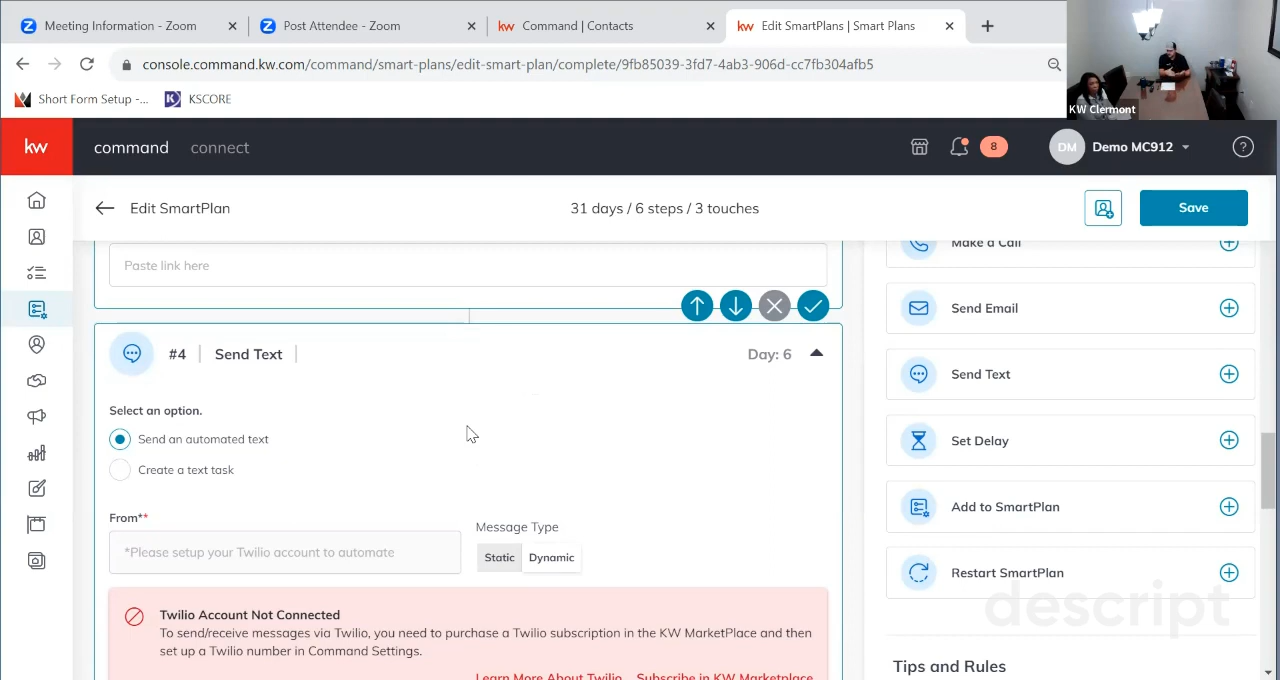 Meeting Information - Zoom
Post Attendee - Zoom
kw Command | Contacts
kw Edit SmartPlans | Smart Plans
console.command.kw.com/command/smart-plans/edit-smart-plan/complete/9fb85039-3fd7-4ab3-906d-cc7fb304afb5
Short Form Setup -...
KSCORE
KW Clermont
kw
command
connect
8
DM
Demo MC912
Edit SmartPlan
31 days / 6 steps / 3 touches
Save
Paste link here
#4
Send Text
Day: 6
Select an option.
Send an automated text
Create a text task
From**
*Please setup your Twilio account to automate
Message Type
Static
Dynamic
Twilio Account Not Connected
To send/receive messages via Twilio, you need to purchase a Twilio subscription in the KW MarketPlace and then
set up a Twilio number in Command Settings.
Learn More About Twilio
Subscribe in KW Marketplace
Make a Call
Send Email
Send Text
Set Delay
Add to SmartPlan
Restart SmartPlan
descript
Tips and Rules